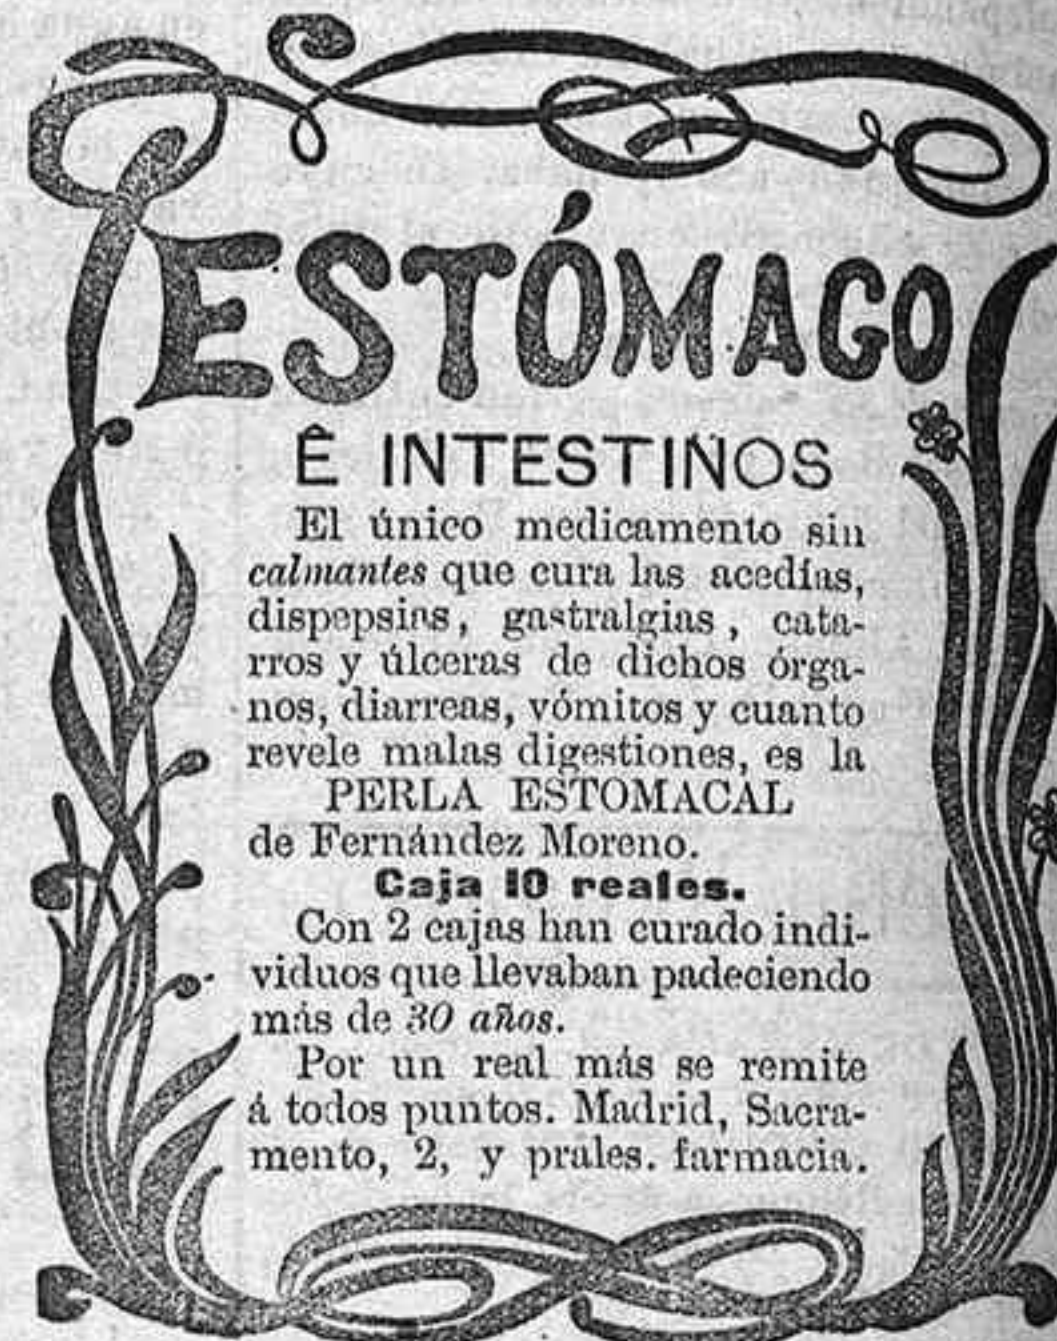 ESTÓMAGO
É INTESTINOS
El único medicamento sin
calmantes que cura las acedías,
dispepsias, gastralgias, cata-
rros y úlceras de dichos órga-
nos, diarreas, vómitos y cuanto
revele malas digestiones, es la
PERLA ESTOMACAL
de Fernández Moreno.
Caja 10 reales.
Con 2 cajas han curado indi-
viduos que llevaban padeciendo
más de 30 años.
Por un real más se remite
á todos puntos. Madrid, Sacra-
mento, 2, y prales. farmacia.